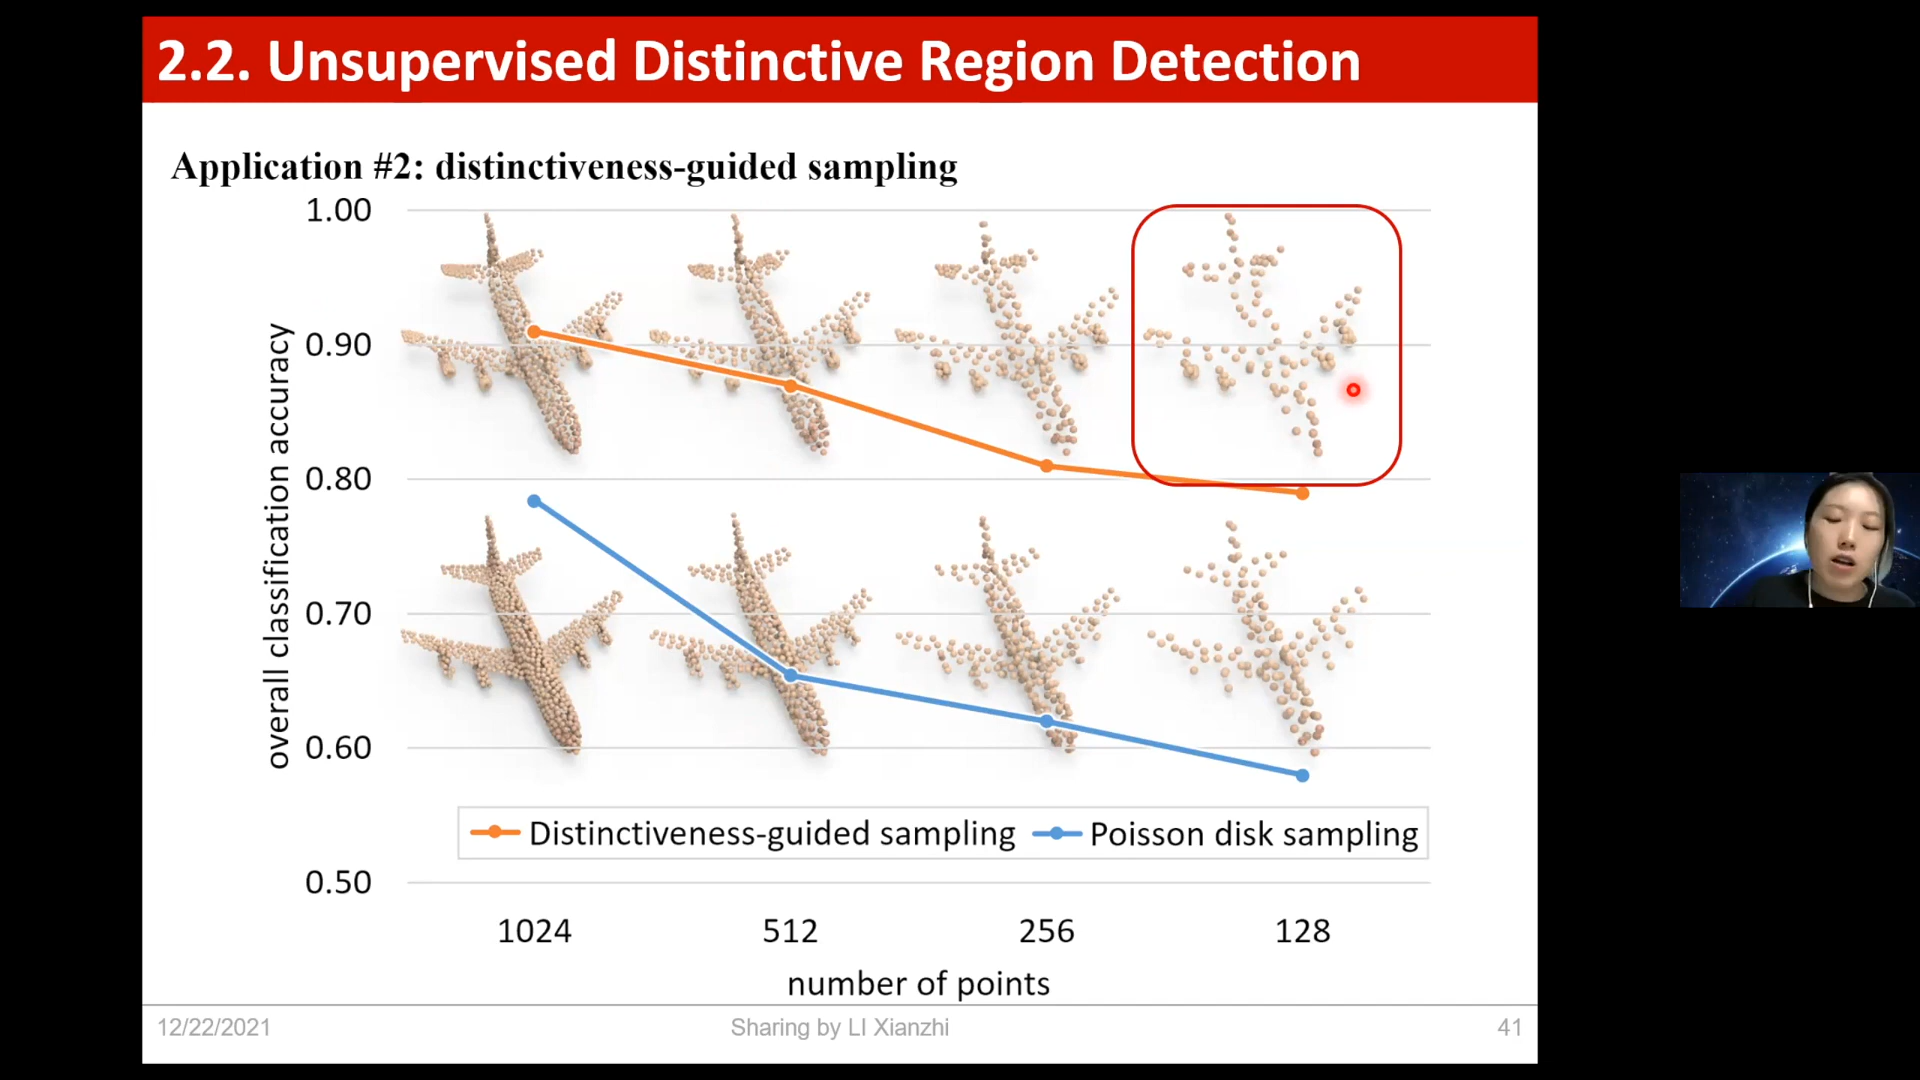 2.2. Unsupervised Distinctive Region Detection
Application #2: distinctiveness-guided sampling
1.00
0.90
0.80
0.70
0.60
0.50
overall classification accuracy
Distinctiveness-guided sampling
Poisson disk sampling
1024
512
256
128
number of points
12/22/2021
Sharing by LI Xianzhi
41